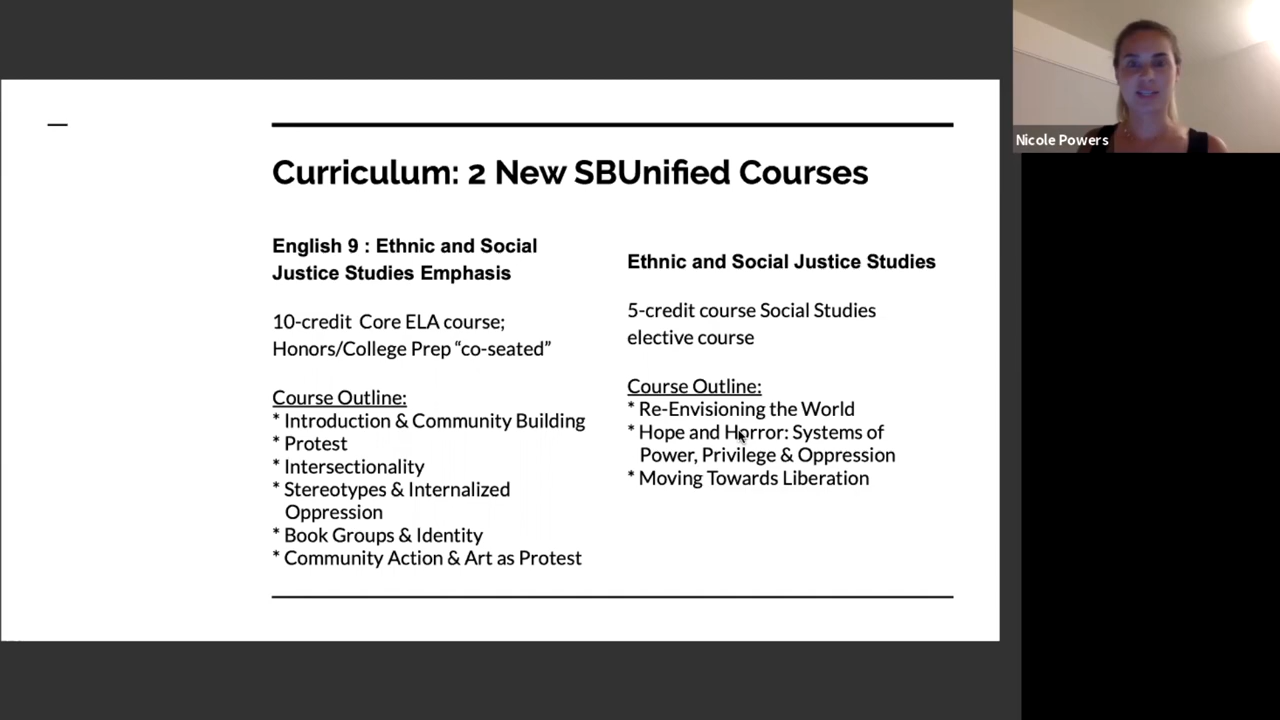 Curriculum: 2 New SBUnified Courses
English 9 : Ethnic and Social
Justice Studies Emphasis
10-credit Core ELA course;
Honors/College Prep “co-seated”
Course Outline:
* Introduction & Community Building
* Protest
* Intersectionality
* Stereotypes & Internalized
Oppression
* Book Groups & Identity
* Community Action & Art as Protest
Ethnic and Social Justice Studies
5-credit course Social Studies
elective course
Course Outline:
* Re-Envisioning the World
* Hope and Horror: Systems of
Power, Privilege & Oppression
* Moving Towards Liberation
Nicole Powers